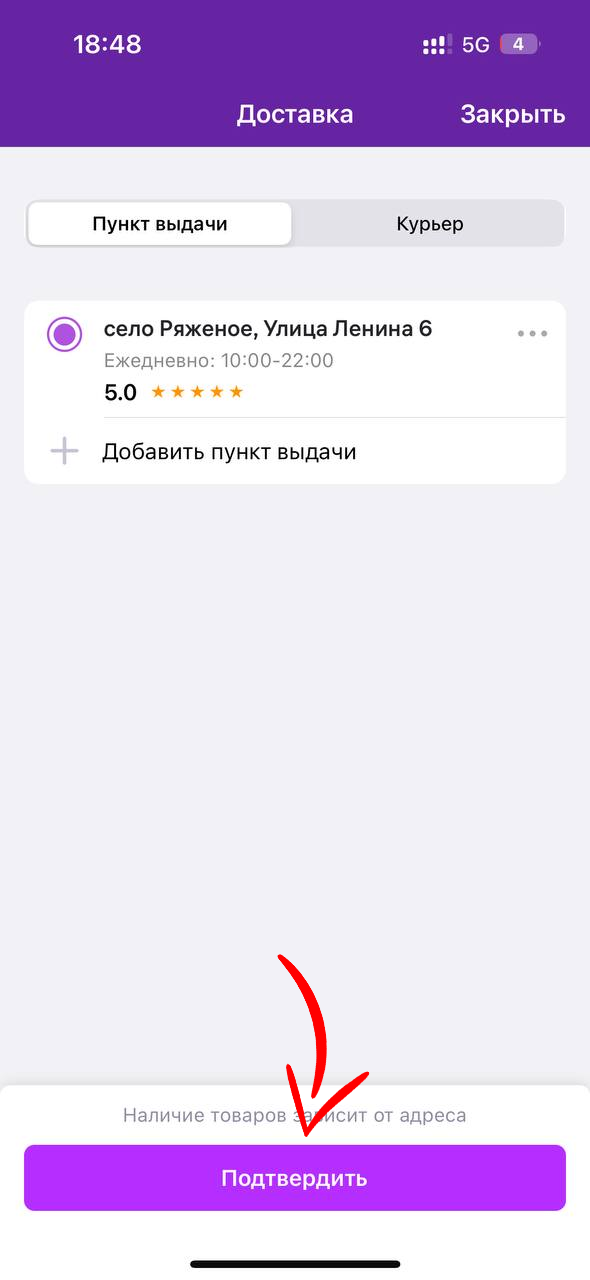 18:48 5G 4
Доставка Закрыть
Пункт выдачи Курьер
село Ряженое, Улица Ленина 6
Ежедневно: 10:00-22:00
5.0
Добавить пункт выдачи
Наличие товаров зависит от адреса
Подтвердить